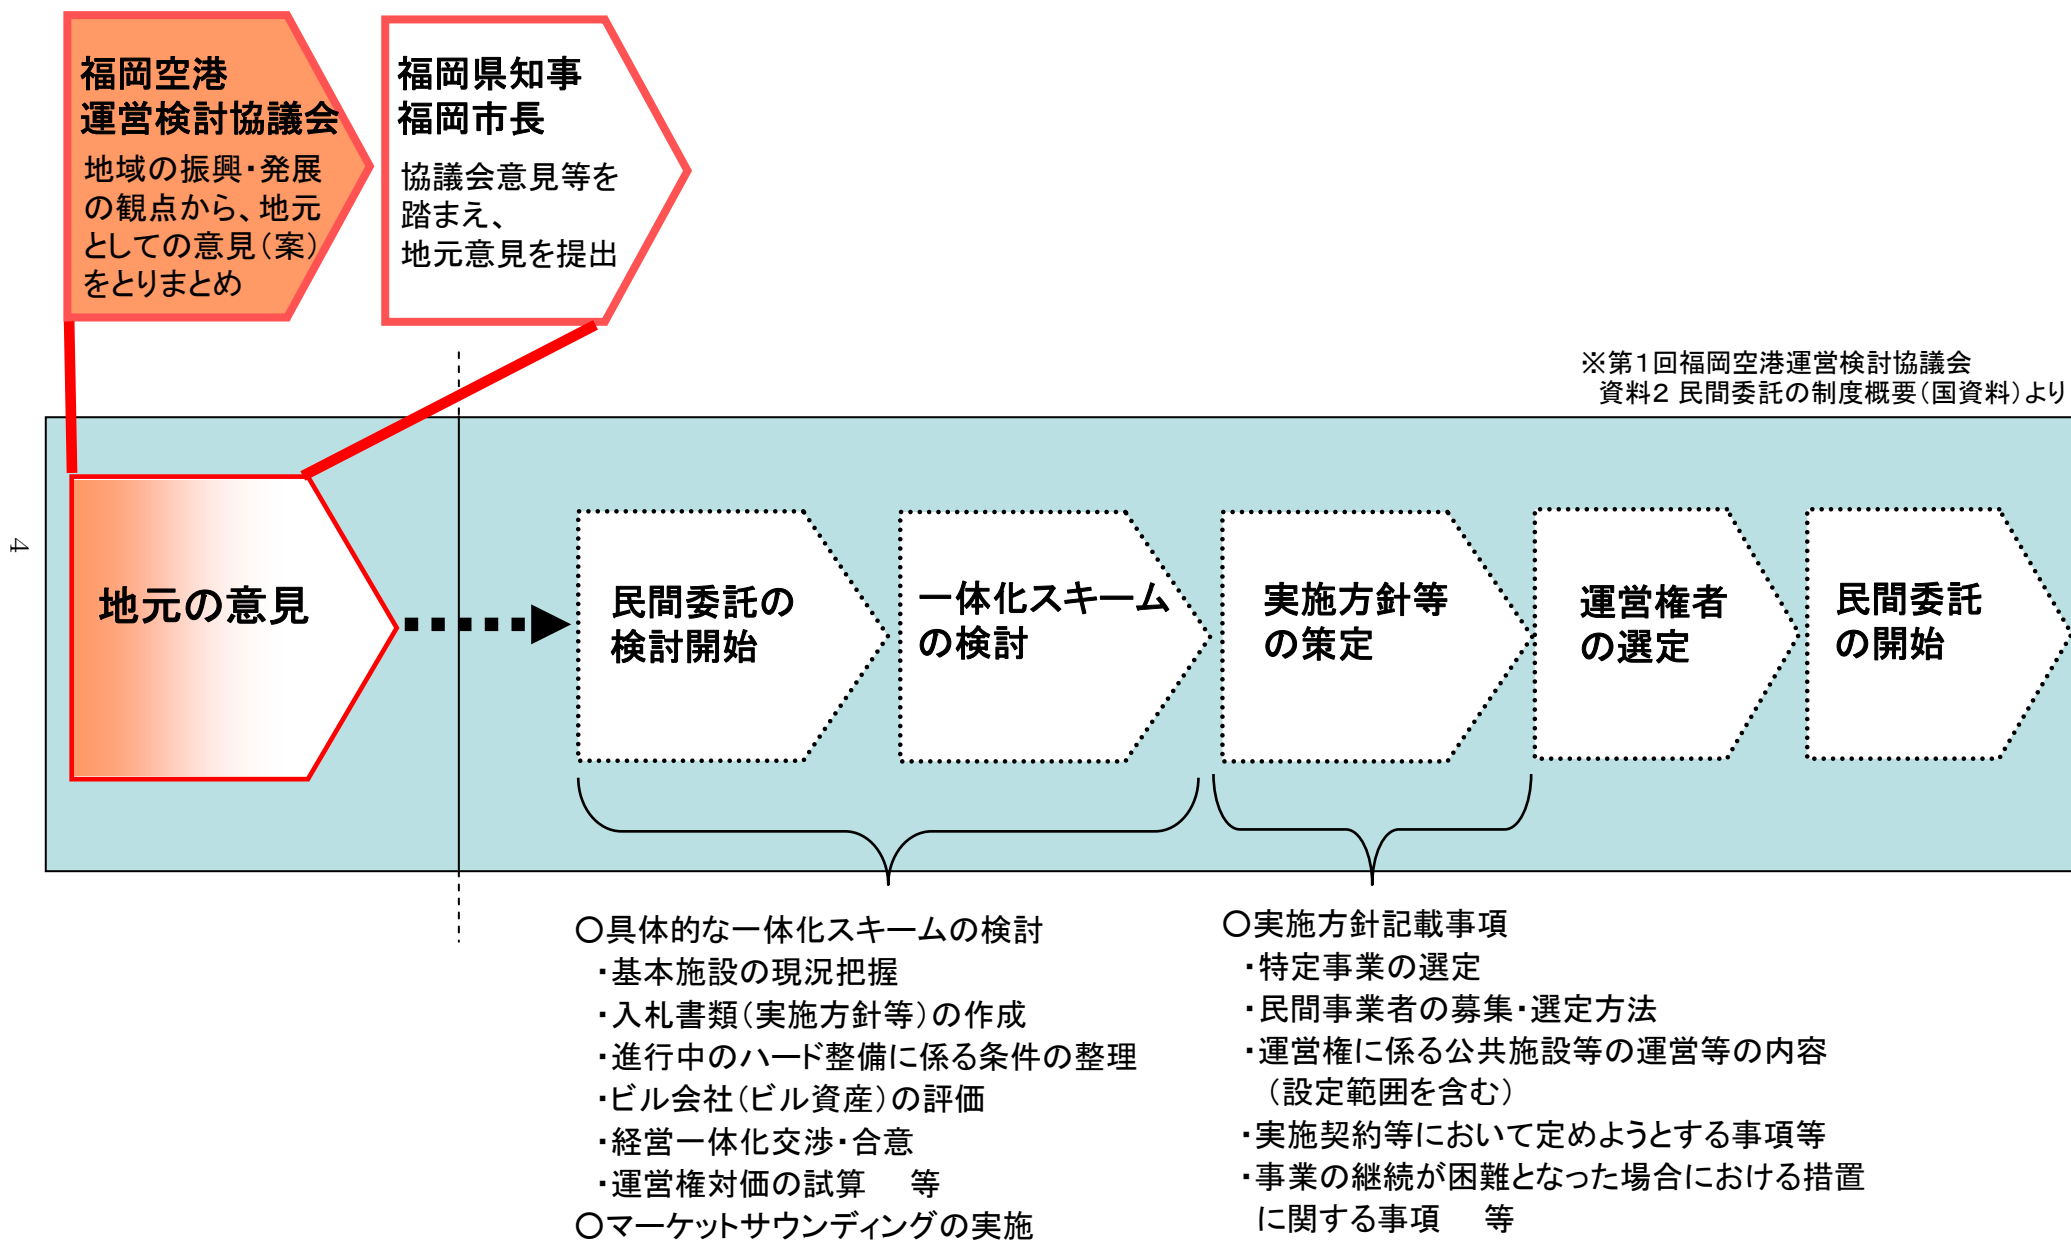 福岡空港
運営検討協議会
地域の振興・発展
の観点から、地元
としての意見（案）
をとりまとめ
福岡県知事
福岡市長
協議会意見等を
踏まえ、
地元意見を提出
※第１回福岡空港運営検討協議会
資料２ 民間委託の制度概要（国資料）より
4
地元の意見
民間委託の
検討開始
一体化スキーム
の検討
実施方針等
の策定
運営権者
の選定
民間委託
の開始
○具体的な一体化スキームの検討
・基本施設の現況把握
・入札書類（実施方針等）の作成
・進行中のハード整備に係る条件の整理
・ビル会社（ビル資産）の評価
・経営一体化交渉・合意
・運営権対価の試算　等
○マーケットサウンディングの実施
○実施方針記載事項
・特定事業の選定
・民間事業者の募集・選定方法
・運営権に係る公共施設等の運営等の内容
（設定範囲を含む）
・実施契約等において定めようとする事項等
・事業の継続が困難となった場合における措置
に関する事項　等